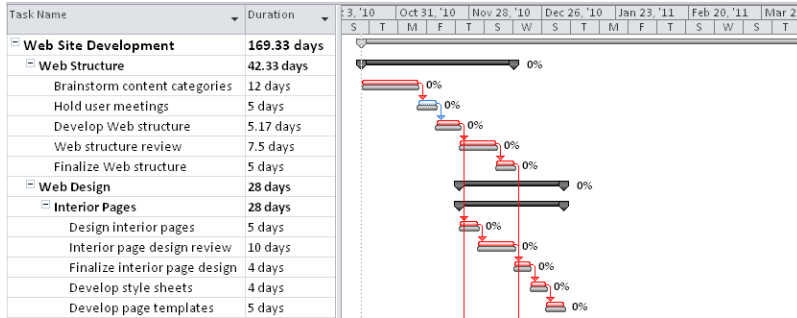 Task Name Duration 3, '10 Oct 31, '10 Nov 28, '10 Dec 26, '10 Jan 23, '11 Feb 20, '11 Mar 2
S T M F T S W S T M F T S W S T
Web Site Development 169.33 days
Web Structure 42.33 days 0%
Brainstorm content categories 12 days 0%
Hold user meetings 5 days 0%
Develop Web structure 5.17 days 0%
Web structure review 7.5 days 0%
Finalize Web structure 5 days 0%
Web Design 28 days 0%
Interior Pages 28 days 0%
Design interior pages 5 days 0%
Interior page design review 10 days 0%
Finalize interior page design 4 days 0%
Develop style sheets 4 days 0%
Develop page templates 5 days 0%